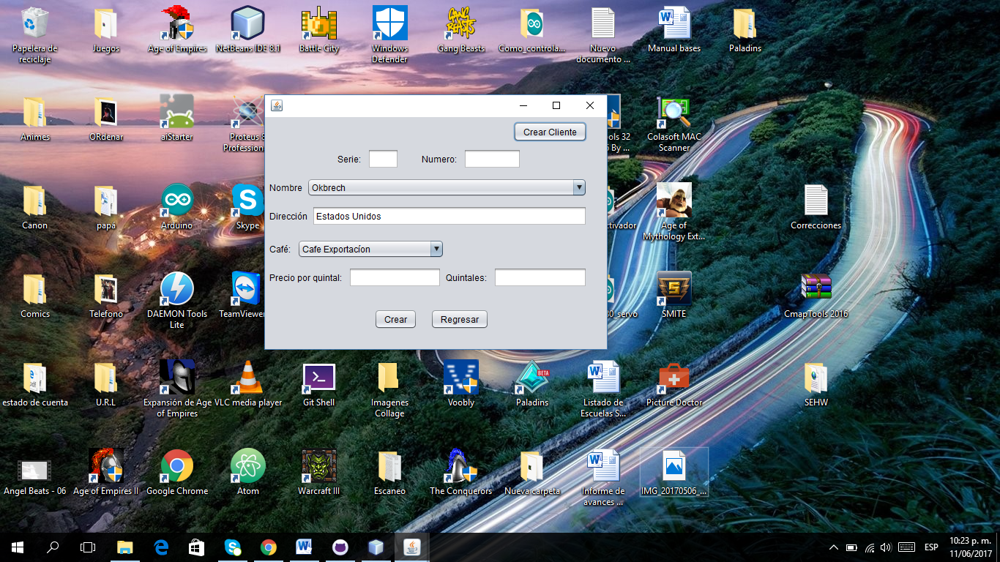 Papelera de
reciclaje
Juegos
Age of Empires
NetBeans IDE 8.1
Battle City
Windows
Defender
GANG
BEASTS
Gang Beasts
Como_controla...
Nuevo
documento ...
Manual bases
Paladins
Animes
ORdenar
aiStarter
Proteus 8
Profession
ools 32
6 By ...
Colasoft MAC
Scanner
Crear Cliente
Serie:
Numero:
Nombre
Okbrech
Dirección
Estados Unidos
Café:
Cafe Exportacíon
Precio por quintal:
Quintales:
Crear
Regresar
Canon
papá
Arduino
Skype
ctivador
Age of
Mythology Ext...
Correcciones
Comics
Telefono
DAEMON Tools
Lite
TeamViewer
80_servo
SMITE
CmapTools 2016
estado de cuenta
U.R.L
Expansión de Age
of Empires
VLC media player
Git Shell
Imagenes
Collage
Voobly
BETA
Paladins
Listado de
Escuelas S...
Picture Doctor
SEHW
Angel Beats - 06
Age of Empires II
Google Chrome
Atom
Warcraft III
Escaneo
The Conquerors
Nueva carpeta
Informe de
avances ...
IMG_20170506_...
ESP
10:23 p. m.
11/06/2017